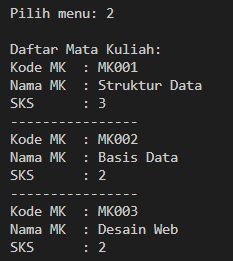 Pilih menu: 2
Daftar Mata Kuliah:
Kode MK  : MK001
Nama MK  : Struktur Data
SKS      : 3
----------------
Kode MK  : MK002
Nama MK  : Basis Data
SKS      : 2
----------------
Kode MK  : MK003
Nama MK  : Desain Web
SKS      : 2